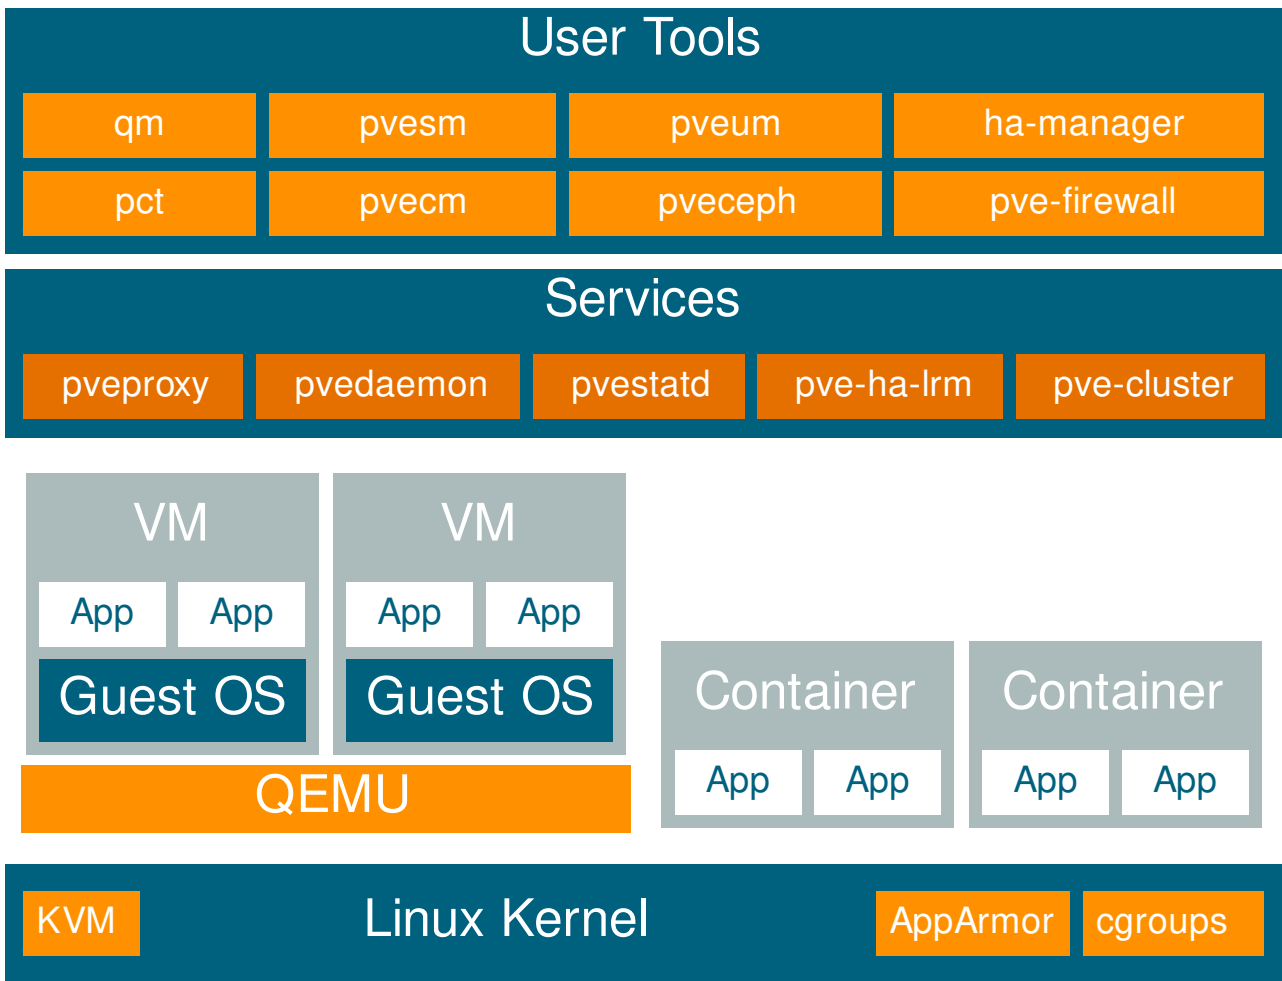 User Tools
qm pvesm pveum ha-manager
pct pvecm pveceph pve-firewall
Services
pveproxy pvedaemon pvestatd pve-ha-lrm pve-cluster
VM VM
App App App App
Guest OS Guest OS
Container Container
QEMU
App App App App
Linux Kernel
KVM AppArmor cgroups